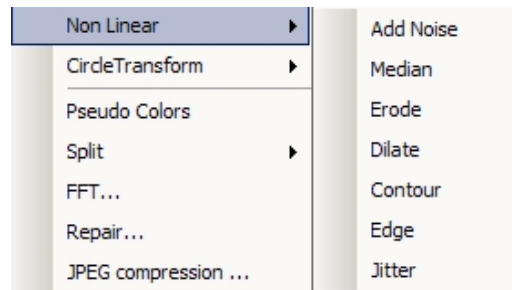 Non Linear
CircleTransform
Pseudo Colors
Split
FFT...
Repair...
JPEG compression ...
Add Noise
Median
Erode
Dilate
Contour
Edge
Jitter